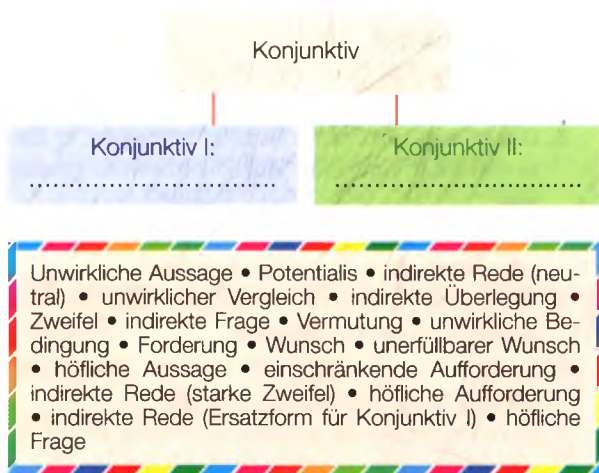 Konjunktiv
Konjunktiv I:
................................
Konjunktiv II:
................................
Unwirkliche Aussage • Potentialis • indirekte Rede (neu-
tral) • unwirklicher Vergleich • indirekte Überlegung •
Zweifel • indirekte Frage • Vermutung • unwirkliche Be-
dingung • Forderung • Wunsch • unerfüllbarer Wunsch
• höfliche Aussage • einschränkende Aufforderung •
indirekte Rede (starke Zweifel) • höfliche Aufforderung
• indirekte Rede (Ersatzform für Konjunktiv I) • höfliche
Frage